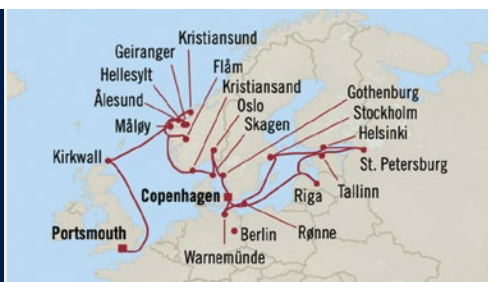 Kristiansund
Geiranger
Hellesylt
Flåm
Ålesund
Kristiansand
Oslo
Måløy
Skagen
Gothenburg
Stockholm
Helsinki
Kirkwall
St. Petersburg
Copenhagen
Tallinn
Riga
Portsmouth
Berlin
Rønne
Warnemünde